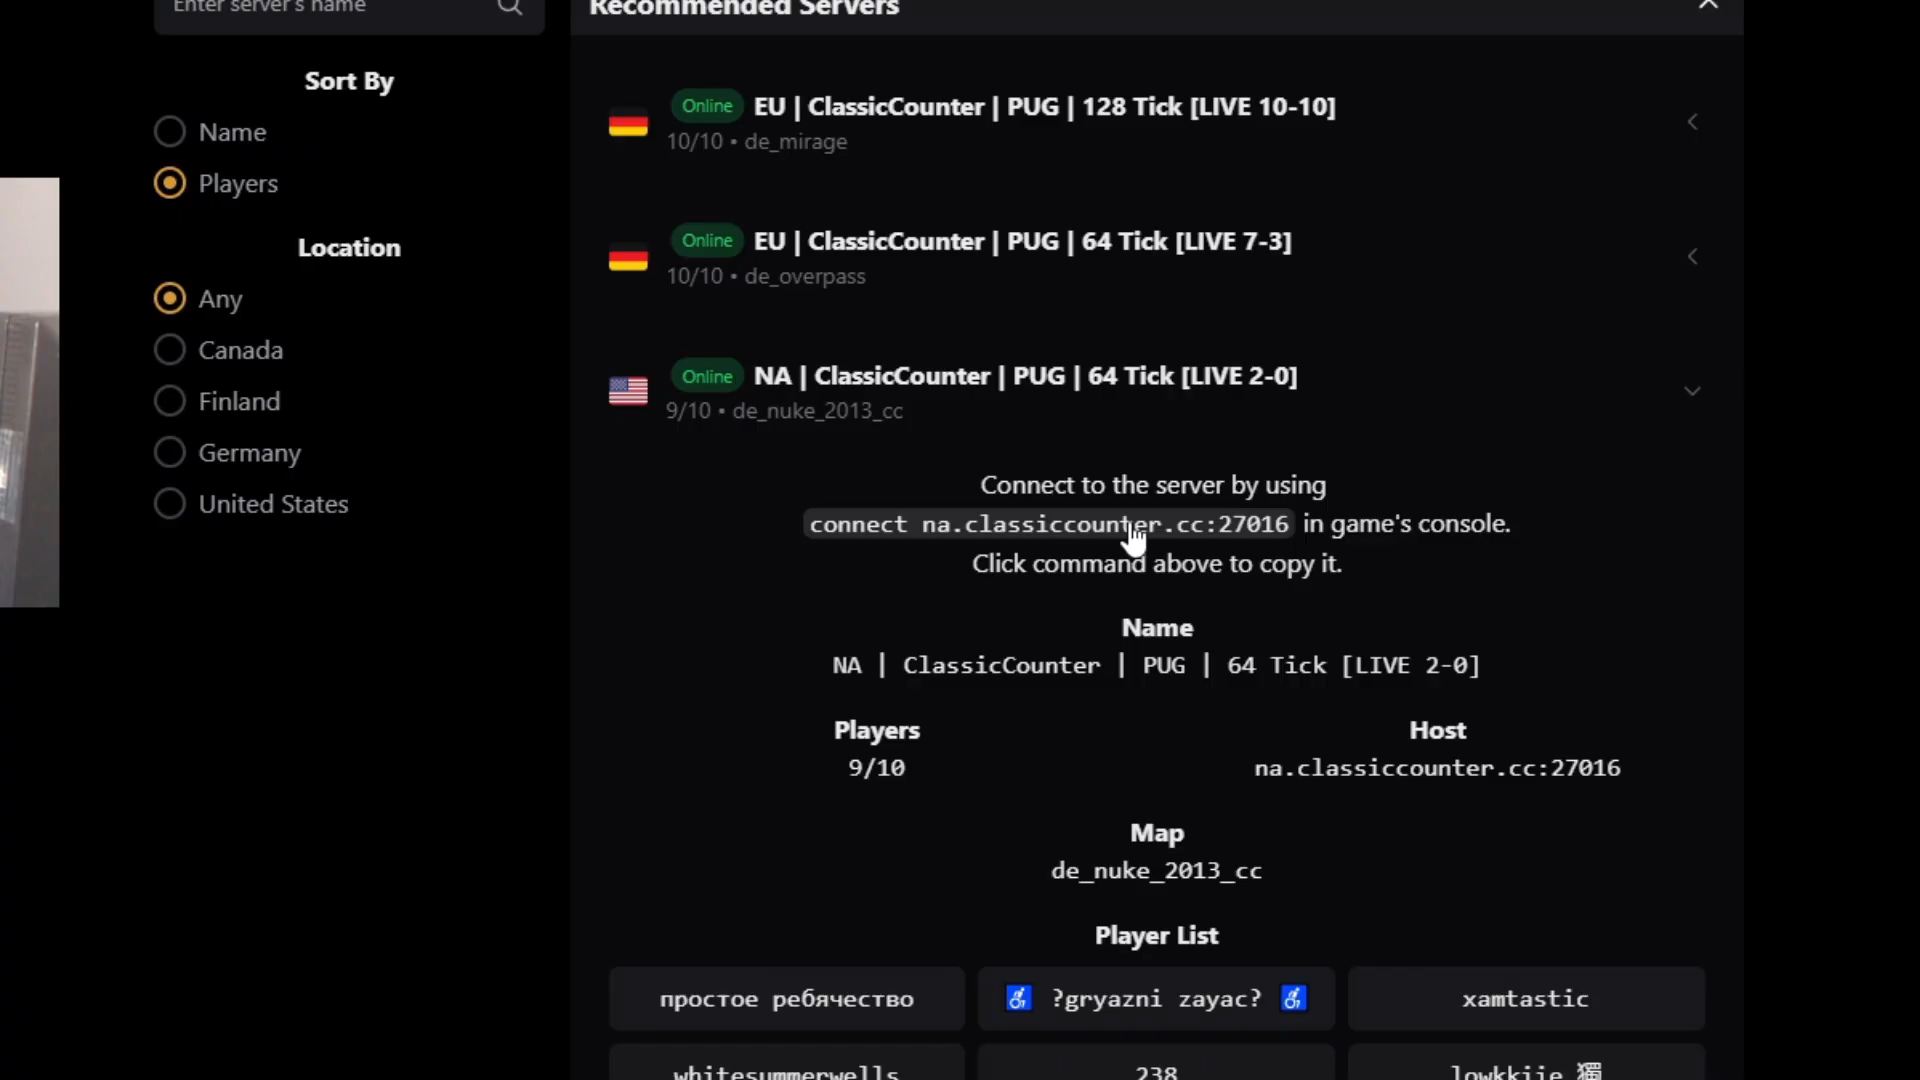 Enter server's name
Recommended Servers
Sort By
Name
Players
Location
Any
Canada
Finland
Germany
United States
Online EU | ClassicCounter | PUG | 128 Tick [LIVE 10-10]
10/10 • de_mirage
Online EU | ClassicCounter | PUG | 64 Tick [LIVE 7-3]
10/10 • de_overpass
Online NA | ClassicCounter | PUG | 64 Tick [LIVE 2-0]
9/10 • de_nuke_2013_cc
Connect to the server by using
connect na.classiccounter.cc:27016 in game's console.
Click command above to copy it.
Name
NA | ClassicCounter | PUG | 64 Tick [LIVE 2-0]
Players
9/10
Host
na.classiccounter.cc:27016
Map
de_nuke_2013_cc
Player List
простое ребячество
♿ ?gryazni zayac? ♿
xamtastic
whitesummerwells
238